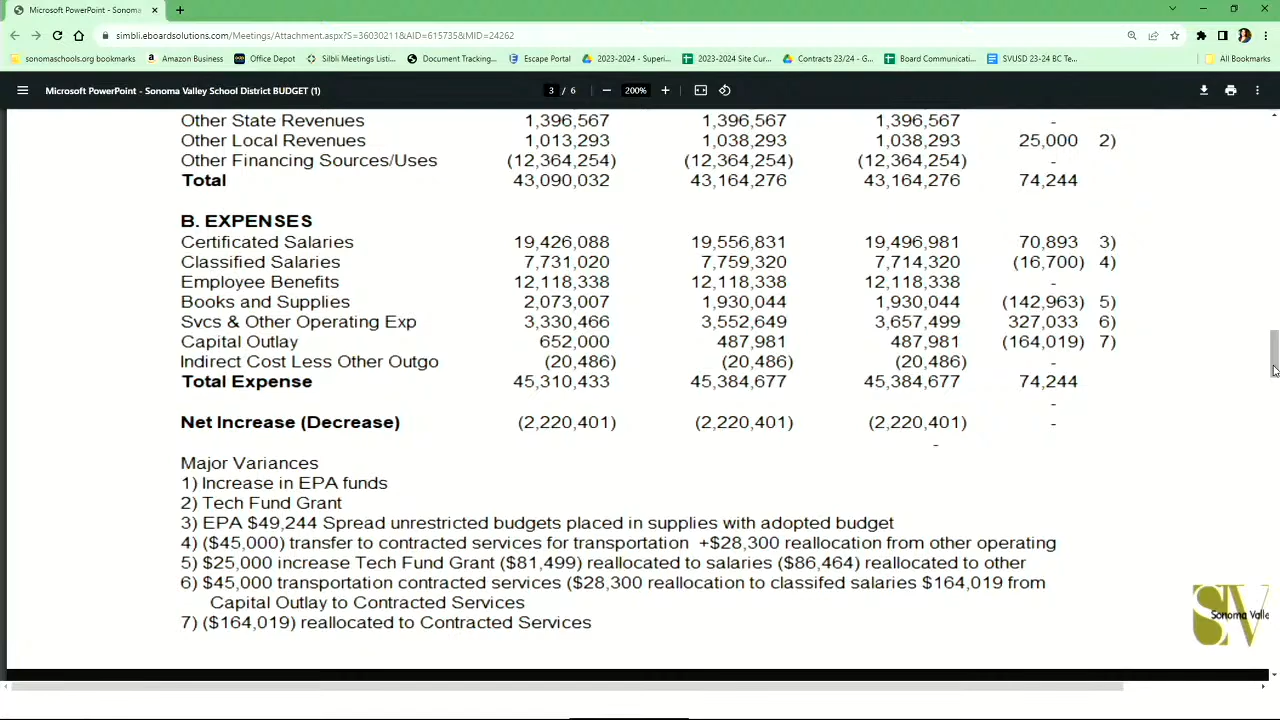 Microsoft PowerPoint - Sonoma
simbli.eboardsolutions.com/Meetings/Attachment.aspx?S=36030211&AID=615735&MID=24262
sonomaschools.org bookmarks Amazon Business Office Depot Silbli Meetings Listi... Document Tracking... Escape Portal 2023-2024 - Superi... 2023-2024 Site Cur... Contracts 23/24 - G... Board Communicati... SVUSD 23-24 BC Te... All Bookmarks
Microsoft PowerPoint - Sonoma Valley School District BUDGET (1) 3 / 6 200%
Other State Revenues 1,396,567 1,396,567 1,396,567 -
Other Local Revenues 1,013,293 1,038,293 1,038,293 25,000 2)
Other Financing Sources/Uses (12,364,254) (12,364,254) (12,364,254) -
Total 43,090,032 43,164,276 43,164,276 74,244
B. EXPENSES
Certificated Salaries 19,426,088 19,556,831 19,496,981 70,893 3)
Classified Salaries 7,731,020 7,759,320 7,714,320 (16,700) 4)
Employee Benefits 12,118,338 12,118,338 12,118,338 -
Books and Supplies 2,073,007 1,930,044 1,930,044 (142,963) 5)
Svcs & Other Operating Exp 3,330,466 3,552,649 3,657,499 327,033 6)
Capital Outlay 652,000 487,981 487,981 (164,019) 7)
Indirect Cost Less Other Outgo (20,486) (20,486) (20,486) -
Total Expense 45,310,433 45,384,677 45,384,677 74,244
-
Net Increase (Decrease) (2,220,401) (2,220,401) (2,220,401) -
-
Major Variances
1) Increase in EPA funds
2) Tech Fund Grant
3) EPA $49,244 Spread unrestricted budgets placed in supplies with adopted budget
4) ($45,000) transfer to contracted services for transportation +$28,300 reallocation from other operating
5) $25,000 increase Tech Fund Grant ($81,499) reallocated to salaries ($86,464) reallocated to other
6) $45,000 transportation contracted services ($28,300 reallocation to classifed salaries $164,019 from
Capital Outlay to Contracted Services
7) ($164,019) reallocated to Contracted Services
SV
Sonoma Valle